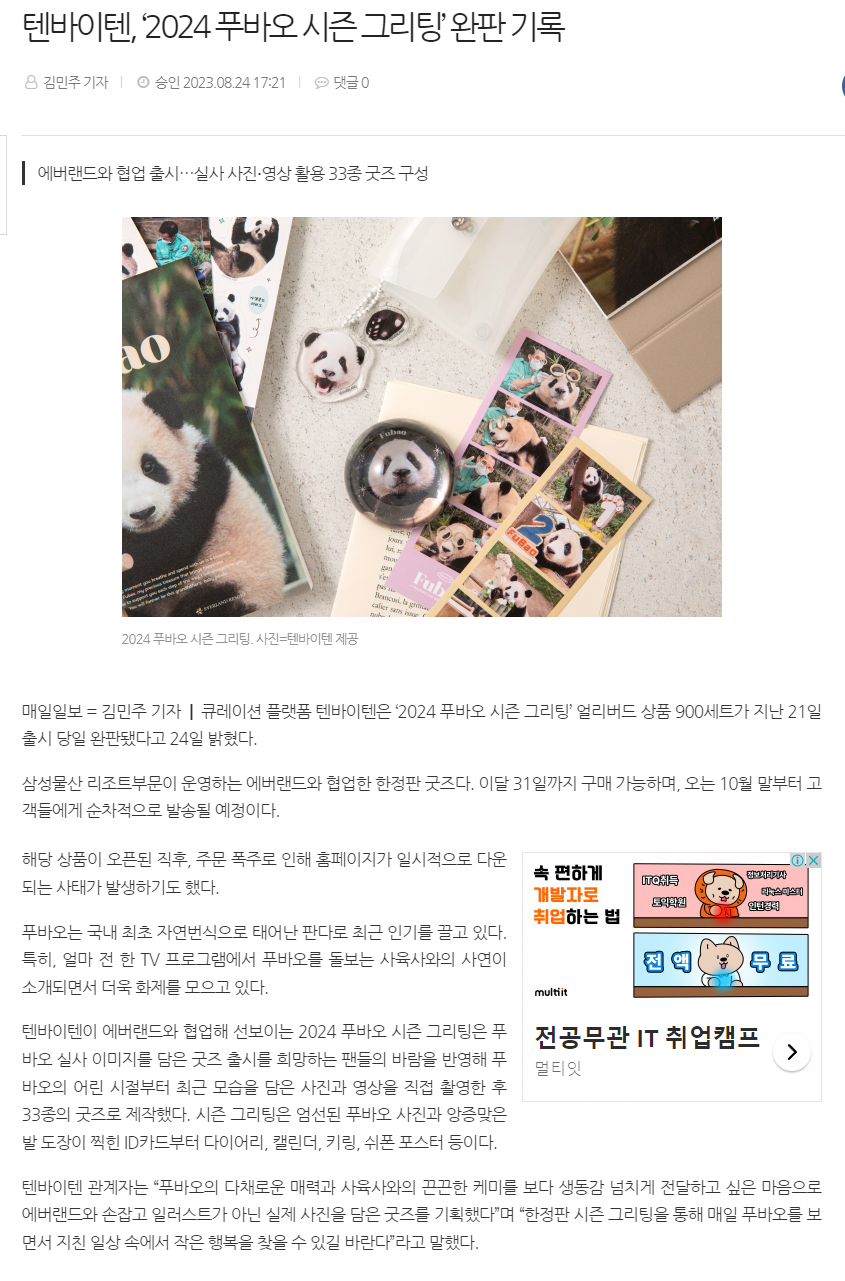 텐바이텐, ‘2024 푸바오 시즌 그리팅’ 완판 기록
김민주 기자
승인 2023.08.24 17:21
댓글 0
에버랜드와 협업 출시…실사 사진·영상 활용 33종 굿즈 구성
bao
Fubao
2
FUBAO
1
Fub
EVERLAND RESORT
2024 푸바오 시즌 그리팅. 사진=텐바이텐 제공
매일일보 = 김민주 기자 | 큐레이션 플랫폼 텐바이텐은 ‘2024 푸바오 시즌 그리팅’ 얼리버드 상품 900세트가 지난 21일
출시 당일 완판됐다고 24일 밝혔다.
삼성물산 리조트부문이 운영하는 에버랜드와 협업한 한정판 굿즈다. 이달 31일까지 구매 가능하며, 오는 10월 말부터 고
객들에게 순차적으로 발송될 예정이다.
해당 상품이 오픈된 직후, 주문 폭주로 인해 홈페이지가 일시적으로 다운
되는 사태가 발생하기도 했다.
푸바오는 국내 최초 자연번식으로 태어난 판다로 최근 인기를 끌고 있다.
특히, 얼마 전 한 TV 프로그램에서 푸바오를 돌보는 사육사와의 사연이
소개되면서 더욱 화제를 모으고 있다.
텐바이텐이 에버랜드와 협업해 선보이는 2024 푸바오 시즌 그리팅은 푸
바오 실사 이미지를 담은 굿즈 출시를 희망하는 팬들의 바람을 반영해 푸
바오의 어린 시절부터 최근 모습을 담은 사진과 영상을 직접 촬영한 후
33종의 굿즈로 제작했다. 시즌 그리팅은 엄선된 푸바오 사진과 앙증맞은
발 도장이 찍힌 ID카드부터 다이어리, 캘린더, 키링, 쉬폰 포스터 등이다.
속 편하게
개발자로
취업하는 법
multiit
ITQ취득
토익학원
정보처리기사
리눅스마스터
인턴경력
전액 무료
전공무관 IT 취업캠프
멀티잇
텐바이텐 관계자는 “푸바오의 다채로운 매력과 사육사와의 끈끈한 케미를 보다 생동감 넘치게 전달하고 싶은 마음으로
에버랜드와 손잡고 일러스트가 아닌 실제 사진을 담은 굿즈를 기획했다”며 “한정판 시즌 그리팅을 통해 매일 푸바오를 보
면서 지친 일상 속에서 작은 행복을 찾을 수 있길 바란다”라고 말했다.